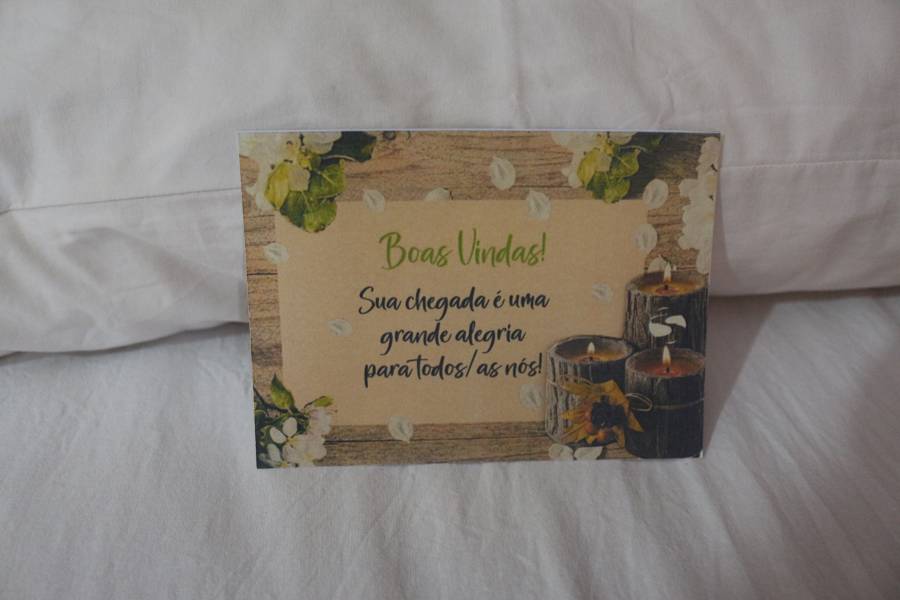 Boas Vindas!
Sua chegada é uma
grande alegria
para todos/as nós!